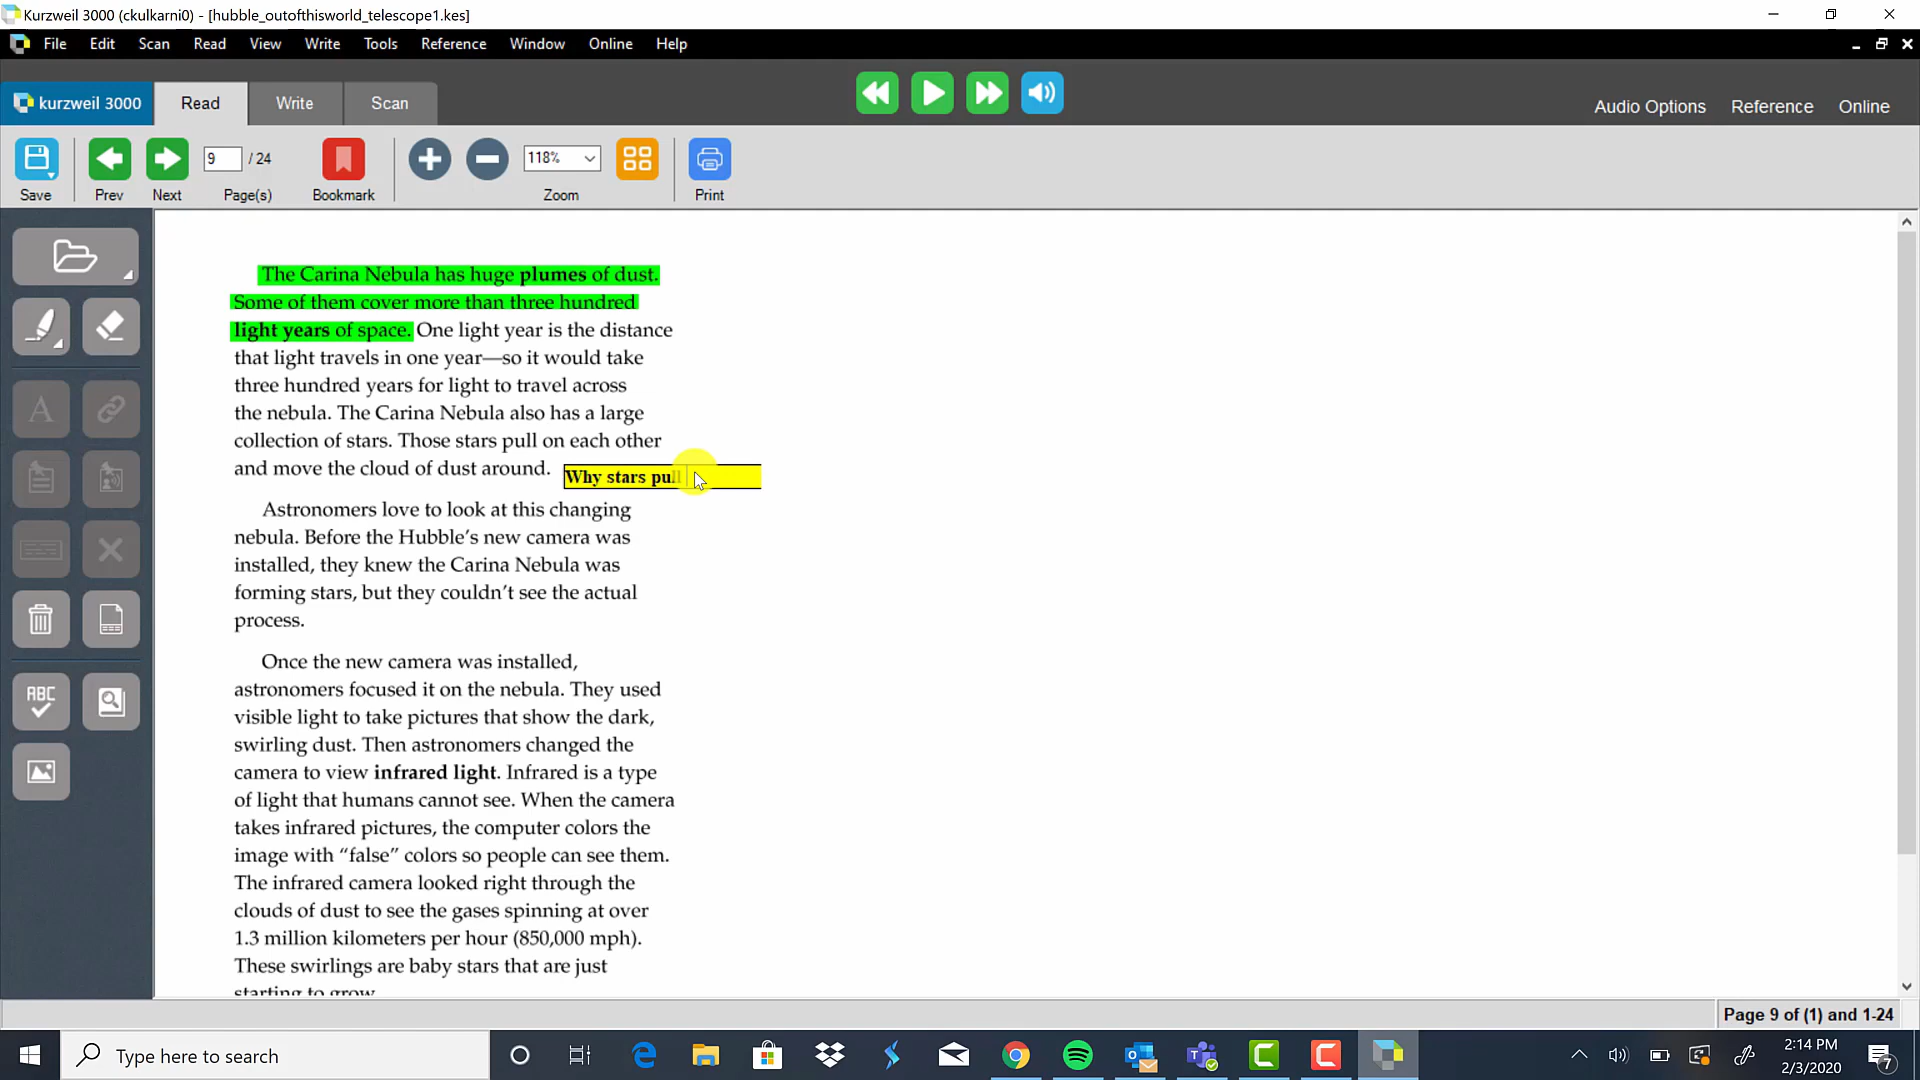 Kurzweil 3000 (ckulkarni0) - [hubble_outofthisworld_telescope1.kes]
File Edit Scan Read View Write Tools Reference Window Online Help
kurzweil 3000 Read Write Scan
Audio Options Reference Online
9 / 24 118%
Save Prev Next Page(s) Bookmark Zoom Print
The Carina Nebula has huge plumes of dust.
Some of them cover more than three hundred
light years of space. One light year is the distance
that light travels in one year—so it would take
three hundred years for light to travel across
the nebula. The Carina Nebula also has a large
collection of stars. Those stars pull on each other
and move the cloud of dust around.
Why stars pull
Astronomers love to look at this changing
nebula. Before the Hubble’s new camera was
installed, they knew the Carina Nebula was
forming stars, but they couldn’t see the actual
process.
Once the new camera was installed,
astronomers focused it on the nebula. They used
visible light to take pictures that show the dark,
swirling dust. Then astronomers changed the
camera to view infrared light. Infrared is a type
of light that humans cannot see. When the camera
takes infrared pictures, the computer colors the
image with “false” colors so people can see them.
The infrared camera looked right through the
clouds of dust to see the gases spinning at over
1.3 million kilometers per hour (850,000 mph).
These swirlings are baby stars that are just
starting to grow.
A
ABC
Page 9 of (1) and 1-24
Type here to search
2:14 PM
2/3/2020
7